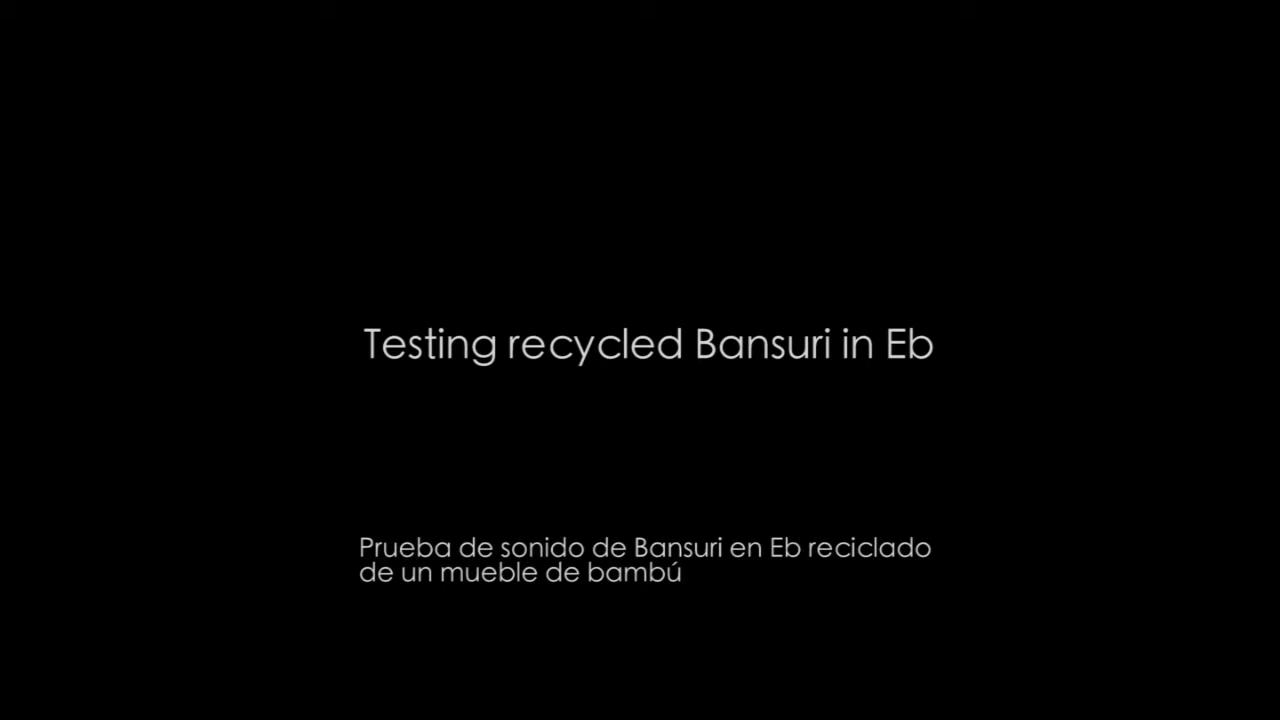 Testing recycled Bansuri in Eb
Prueba de sonido de Bansuri en Eb reciclado
de un mueble de bambú